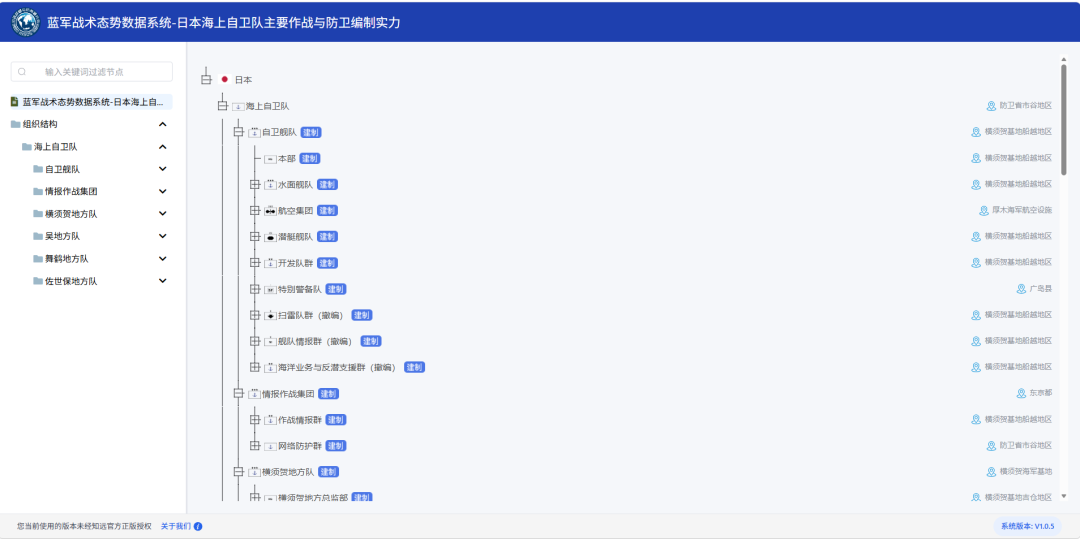 蓝军战术态势数据系统-日本海上自卫队主要作战与防卫编制实力
输入关键词过滤节点
蓝军战术态势数据系统-日本海上自...
组织结构
海上自卫队
自卫舰队
情报作战集团
横须贺地方队
吴地方队
舞鹤地方队
佐世保地方队
日本
海上自卫队 防卫省市谷地区
自卫舰队 建制 横须贺基地船越地区
本部 建制 横须贺基地船越地区
水面舰队 建制 横须贺基地船越地区
航空集团 建制 厚木海军航空设施
潜艇舰队 建制 横须贺基地船越地区
开发队群 建制 横须贺基地船越地区
特别警备队 建制 广岛县
扫雷队群（撤编） 建制 横须贺基地船越地区
舰队情报群（撤编） 建制 横须贺基地船越地区
海洋业务与反潜支援群（撤编） 建制 横须贺基地船越地区
情报作战集团 建制 东京都
作战情报群 建制 横须贺基地船越地区
网络防护群 建制 防卫省市谷地区
横须贺地方队 建制 横须贺海军基地
横须贺地方总监部 建制 横须贺基地吉仓地区
您当前使用的版本未经知远官方正版授权 关于我们
系统版本: V1.0.5